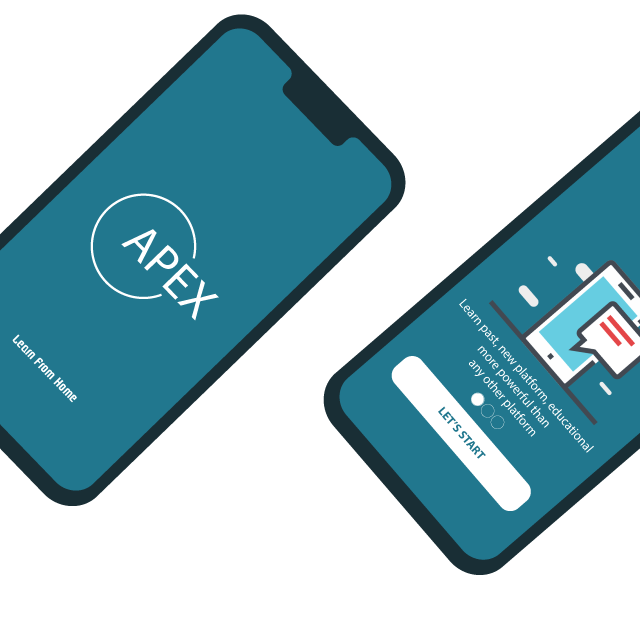 APEX
Learn From Home
Learn past, new platform, educational
more powerful than
any other platform
LET'S START